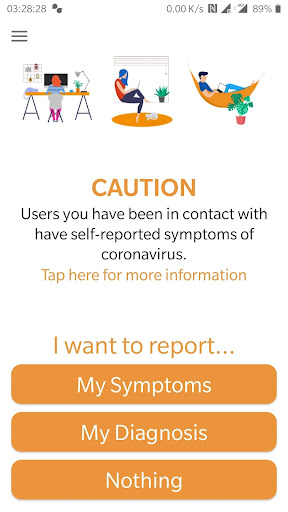 03:28:28
0.00 K/s
89%
CAUTION
Users you have been in contact with
have self-reported symptoms of
coronavirus.
Tap here for more information
I want to report...
My Symptoms
My Diagnosis
Nothing